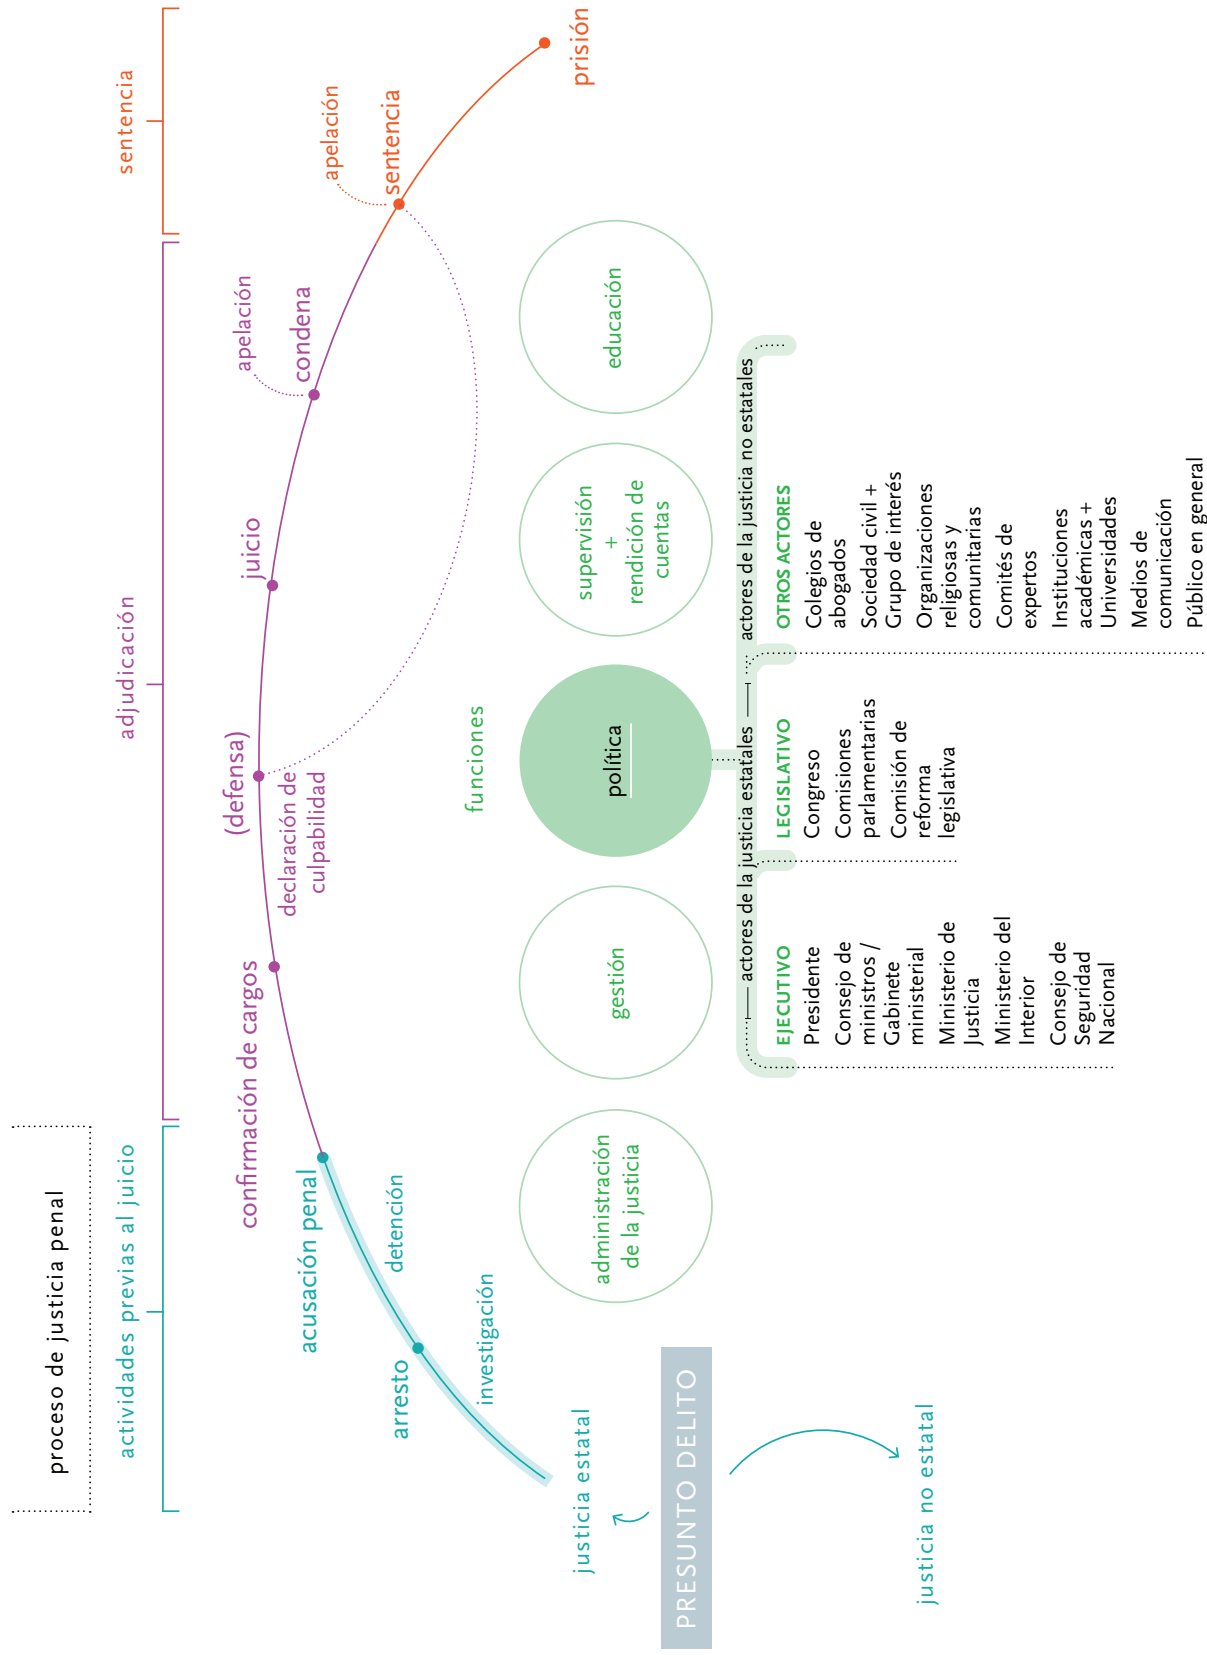 proceso de justicia penal
actividades previas al juicio
adjudicación
sentencia
confirmación de cargos
(defensa)
declaración de
culpabilidad
juicio
apelación
condena
apelación
sentencia
prisión
acusación penal
detención
arresto
investigación
justicia estatal
PRESUNTO DELITO
justicia no estatal
funciones
administración
de la justicia
gestión
política
supervisión
+
rendición de
cuentas
educación
actores de la justicia estatales
actores de la justicia no estatales
EJECUTIVO
Presidente
Consejo de
ministros /
Gabinete
ministerial
Ministerio de
Justicia
Ministerio del
Interior
Consejo de
Seguridad
Nacional
LEGISLATIVO
Congreso
Comisiones
parlamentarias
Comisión de
reforma
legislativa
OTROS ACTORES
Colegios de
abogados
Sociedad civil +
Grupo de interés
Organizaciones
religiosas y
comunitarias
Comités de
expertos
Instituciones
académicas +
Universidades
Medios de
comunicación
Público en general